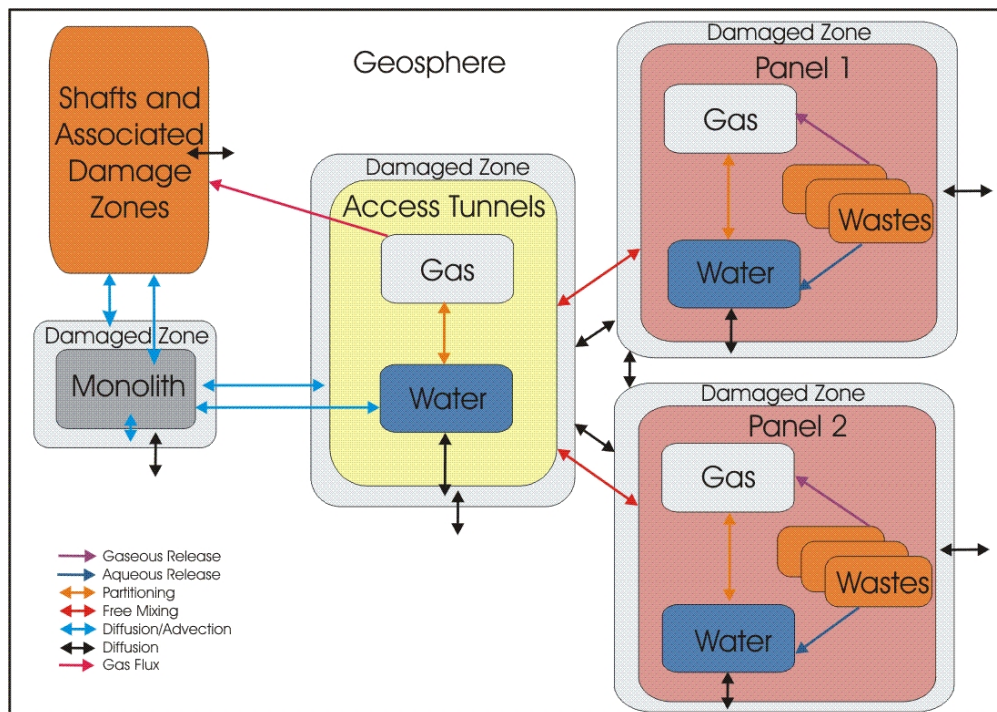 Geosphere
Shafts and
Associated
Damage
Zones
Damaged Zone
Monolith
Damaged Zone
Access Tunnels
Gas
Water
Damaged Zone
Panel 1
Gas
Wastes
Water
Damaged Zone
Panel 2
Gas
Wastes
Water
Gaseous Release
Aqueous Release
Partitioning
Free Mixing
Diffusion/Advection
Diffusion
Gas Flux